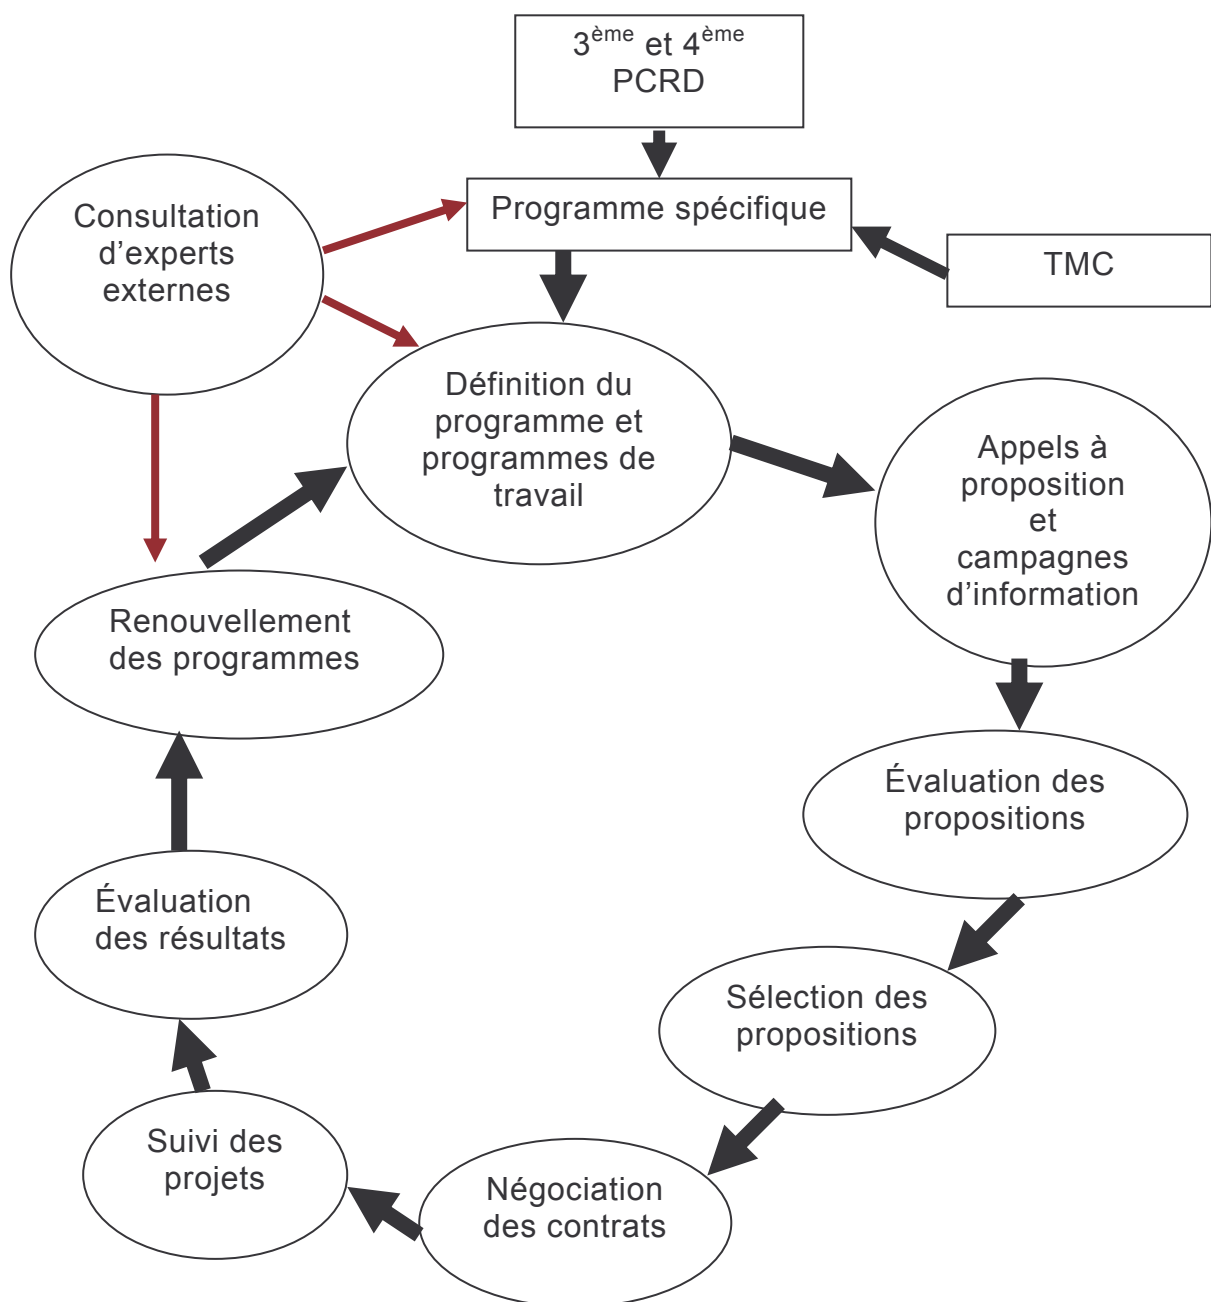 3ème et 4ème
PCRD
Programme spécifique
TMC
Consultation
d’experts
externes
Définition du
programme et
programmes de
travail
Appels à
proposition
et
campagnes
d’information
Renouvellement
des programmes
Évaluation des
propositions
Évaluation
des résultats
Sélection des
propositions
Suivi des
projets
Négociation
des contrats